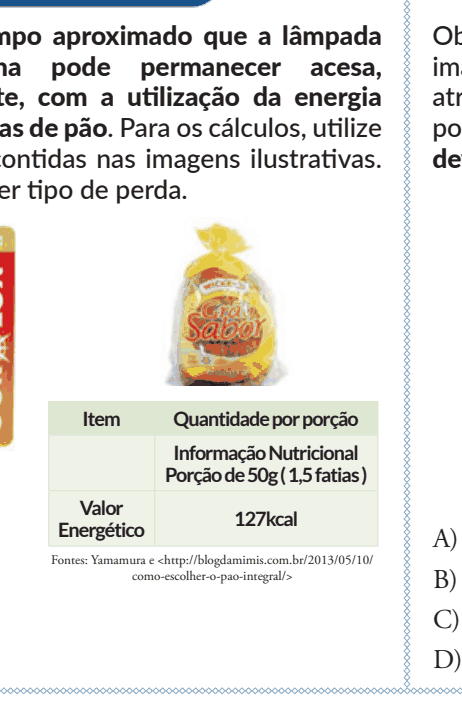 mpo aproximado que a lâmpada
na pode permanecer acesa,
te, com a utilização da energia
as de pão. Para os cálculos, utilize
contidas nas imagens ilustrativas.
er tipo de perda.
WICKBOLD
Grão
Sabor
Item Quantidade por porção
Informação Nutricional
Porção de 50g ( 1,5 fatias )
Valor
Energético
127kcal
Fontes: Yamamura e <http://blogdamimis.com.br/2013/05/10/
como-escolher-o-pao-integral/>
Ob
ima
atr
po
de
A)
B)
C)
D)